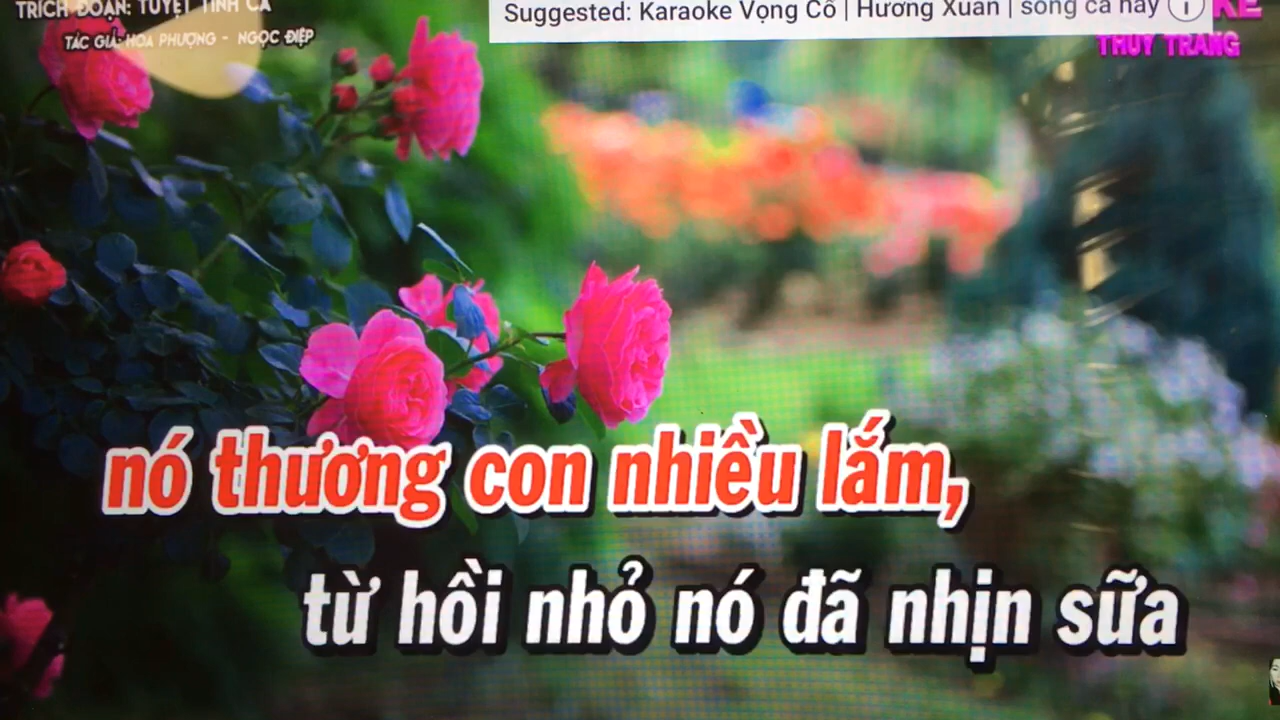 TRÍCH ĐOẠN: TUYỆT TÌNH CA
TÁC GIẢ: HOA PHƯỢNG - NGỌC ĐIỆP
Suggested: Karaoke Vọng Cổ | Hương Xuân | song ca hay
KE
THUY TRANG
nó thương con nhiều lắm,
từ hồi nhỏ nó đã nhịn sữa